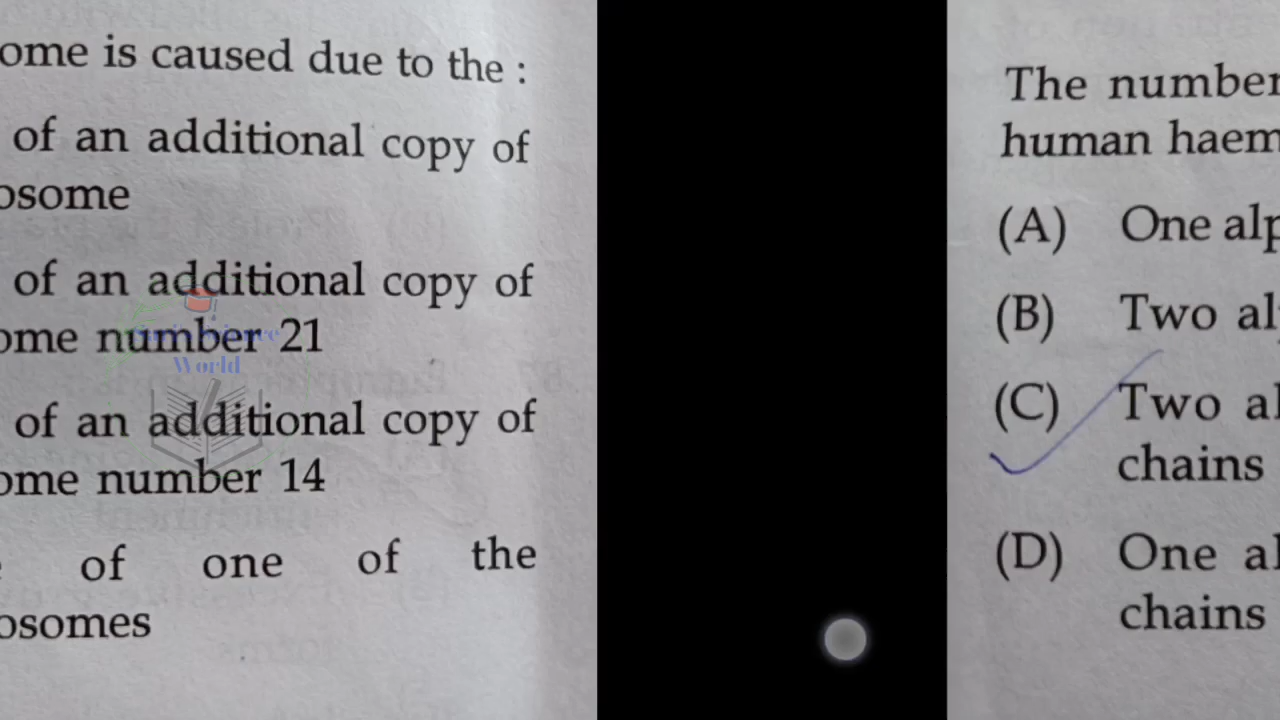 ome is caused due to the :
of an additional copy of
osome
of an additional copy of
ome number 21
World
of an additional copy of
ome number 14
of one of the
osomes
The number
human haem
(A) One alp
(B) Two al
(C) Two al
chains
(D) One al
chains